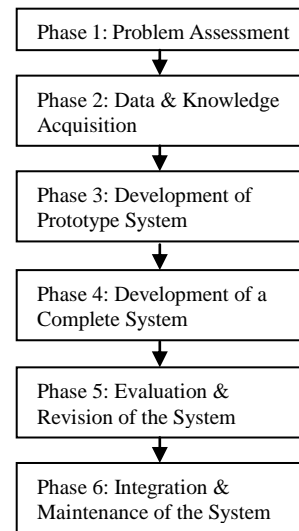 Phase 1: Problem Assessment
Phase 2: Data & Knowledge
Acquisition
Phase 3: Development of
Prototype System
Phase 4: Development of a
Complete System
Phase 5: Evaluation &
Revision of the System
Phase 6: Integration &
Maintenance of the System